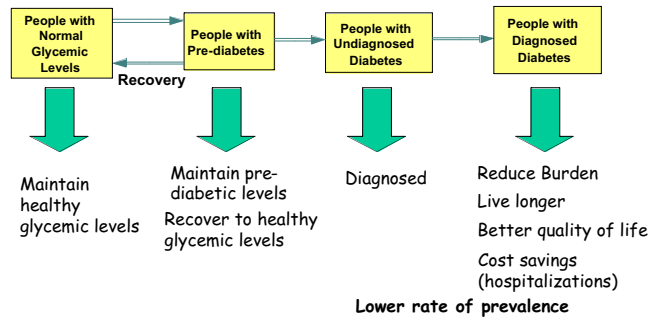 People with
Normal
Glycemic
Levels
People with
Pre-diabetes
People with
Undiagnosed
Diabetes
People with
Diagnosed
Diabetes
Recovery
Maintain
healthy
glycemic levels
Maintain pre-
diabetic levels
Recover to healthy
glycemic levels
Diagnosed
Reduce Burden
Live longer
Better quality of life
Cost savings
(hospitalizations)
Lower rate of prevalence